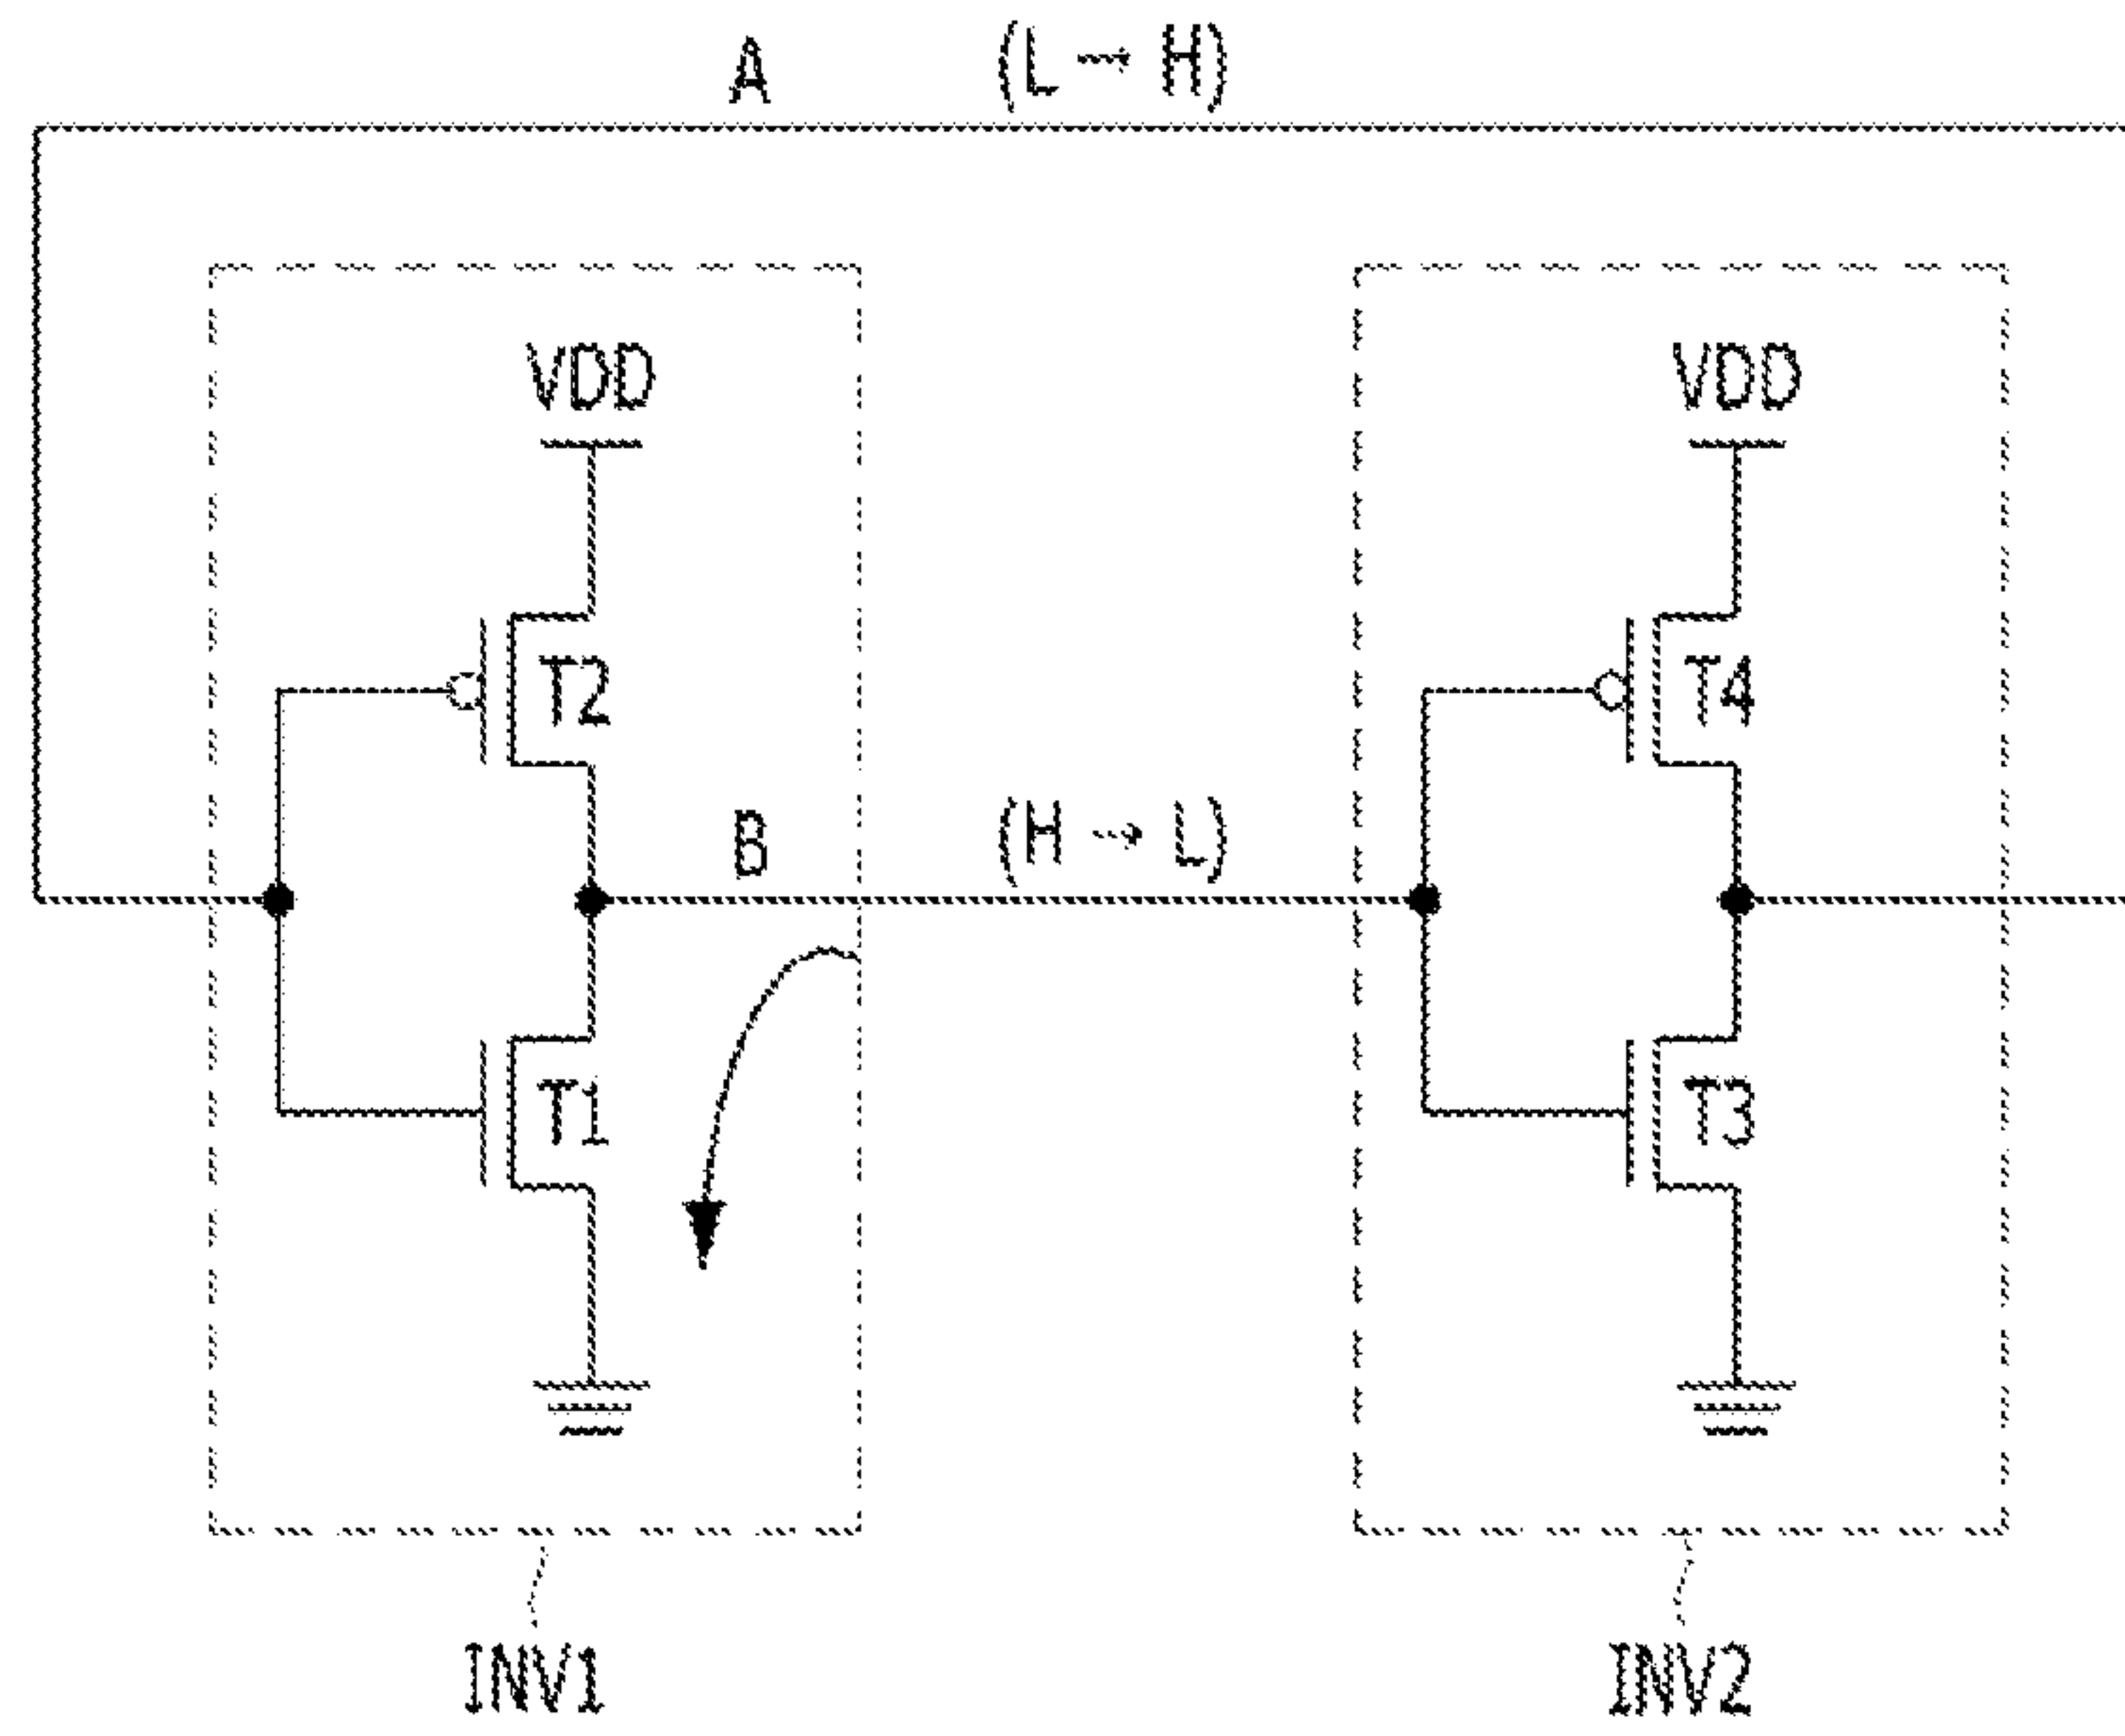 A (L → H)
VDD VDD
T2 T4
B (H → L)
T1 T3
INV1 INV2